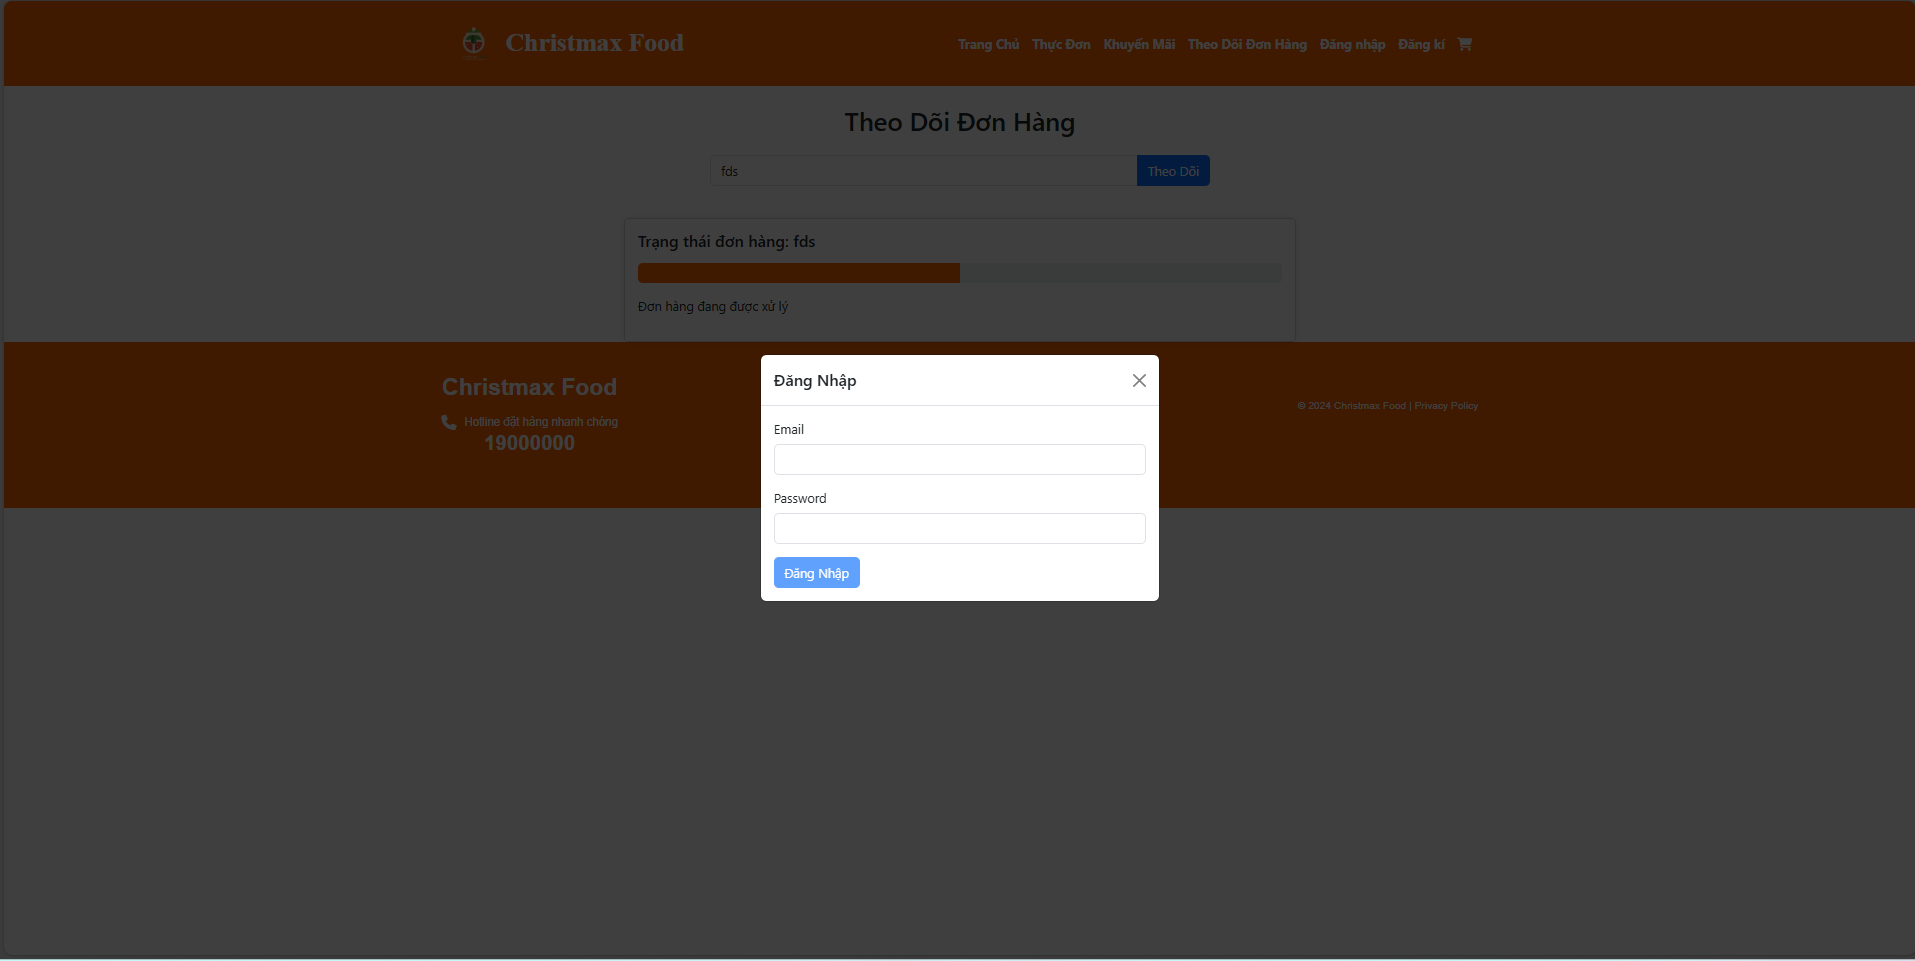 Christmax Food
Trang Chủ Thực Đơn Khuyến Mãi Theo Dõi Đơn Hàng Đăng nhập Đăng kí
Theo Dõi Đơn Hàng
fds Theo Dõi
Trạng thái đơn hàng: fds
Đơn hàng đang được xử lý
Christmax Food
Hotline đặt hàng nhanh chóng
19000000
© 2024 Christmax Food | Privacy Policy
Đăng Nhập
Email
Password
Đăng Nhập